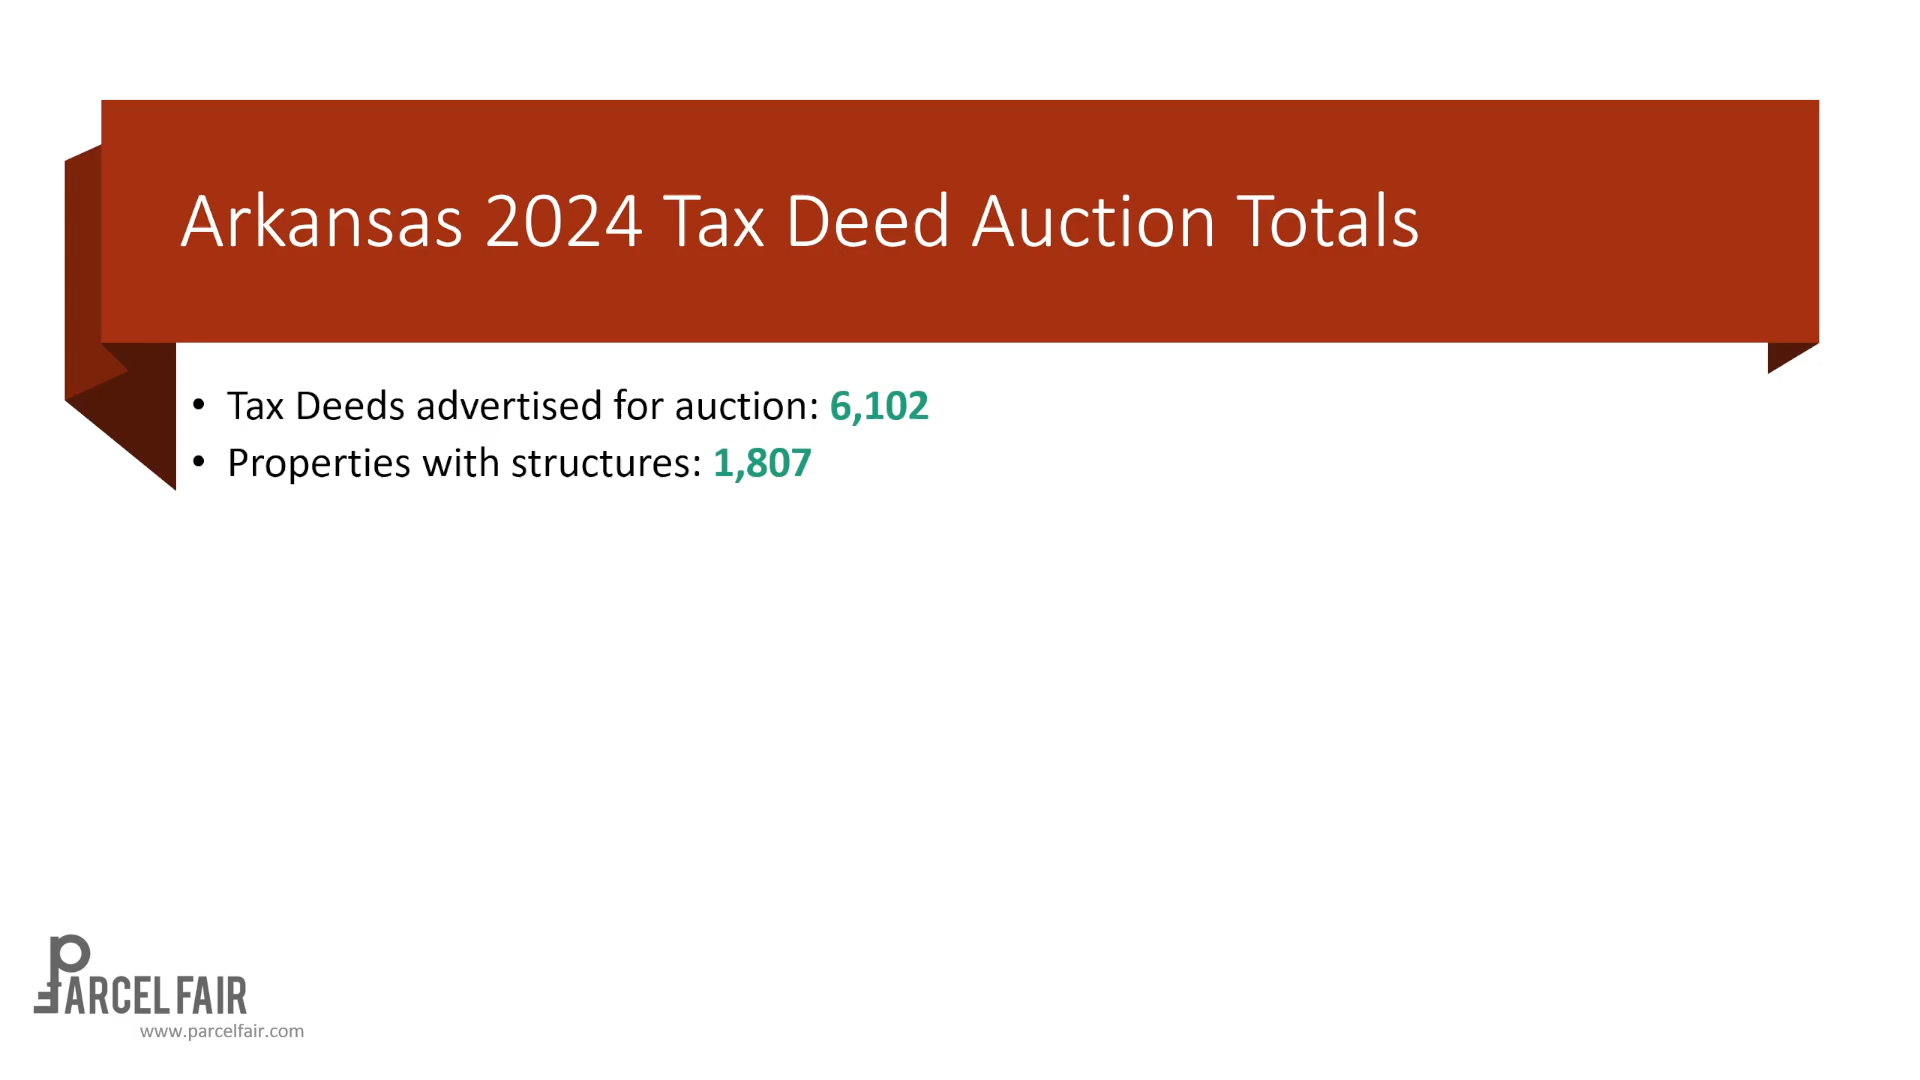 Arkansas 2024 Tax Deed Auction Totals
• Tax Deeds advertised for auction: 6,102
• Properties with structures: 1,807
PARCEL FAIR
www.parcelfair.com